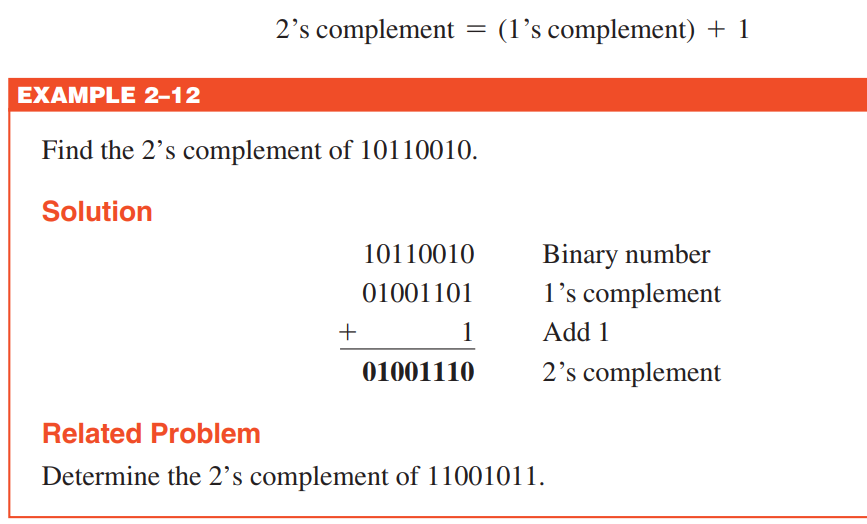 2’s complement = (1’s complement) + 1
EXAMPLE 2–12
Find the 2’s complement of 10110010.
Solution
10110010 Binary number
01001101 1’s complement
+ 1 Add 1
01001110 2’s complement
Related Problem
Determine the 2’s complement of 11001011.